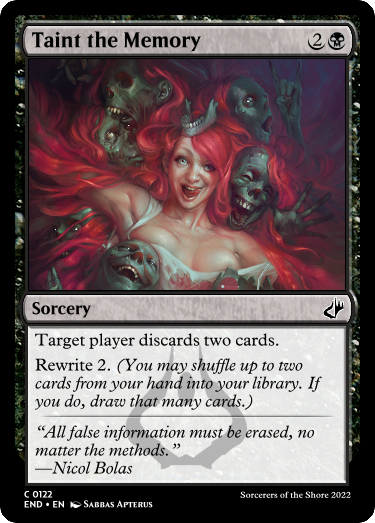 Taint the Memory 2
Sorcery
Target player discards two cards.
Rewrite 2. (You may shuffle up to two
cards from your hand into your library. If
you do, draw that many cards.)
“All false information must be erased, no
matter the methods.”
—Nicol Bolas
C 0122
END • EN Sabbas Apterus
Sorcerers of the Shore 2022